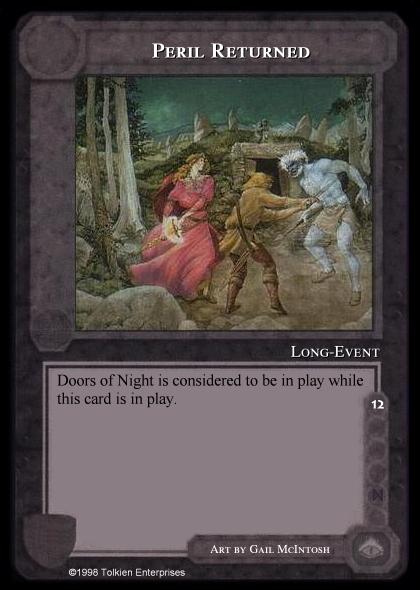 Peril Returned
Long-Event
Doors of Night is considered to be in play while
this card is in play.
12
N
Art by Gail McIntosh
©1998 Tolkien Enterprises